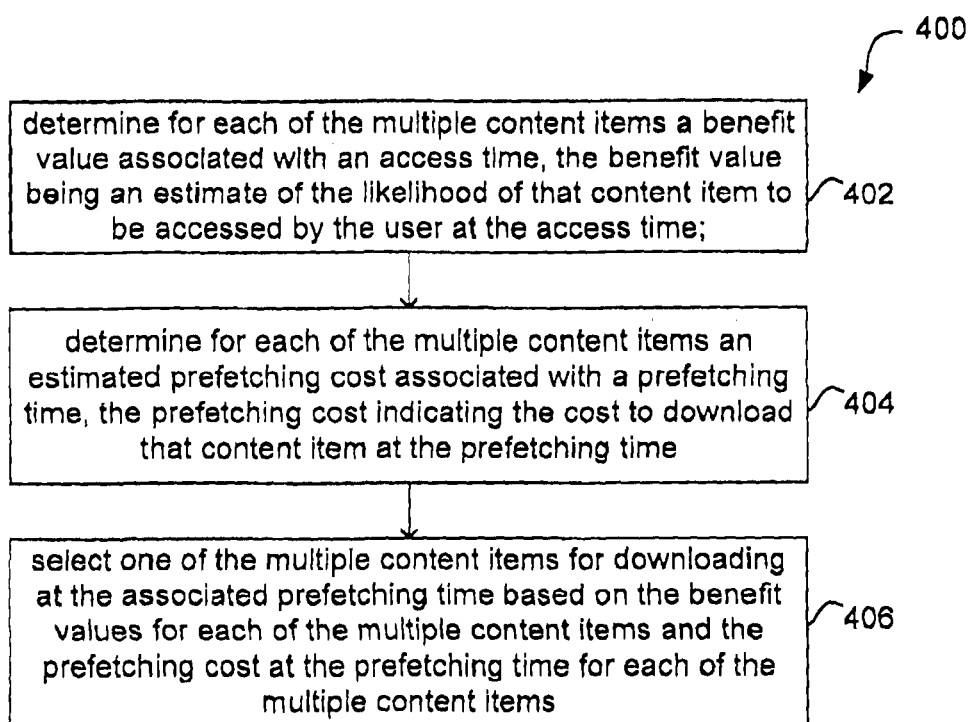 400
determine for each of the multiple content items a benefit
value associated with an access time, the benefit value
being an estimate of the likelihood of that content item to
be accessed by the user at the access time;
402
determine for each of the multiple content items an
estimated prefetching cost associated with a prefetching
time, the prefetching cost indicating the cost to download
that content item at the prefetching time
404
select one of the multiple content items for downloading
at the associated prefetching time based on the benefit
values for each of the multiple content items and the
prefetching cost at the prefetching time for each of the
multiple content items
406